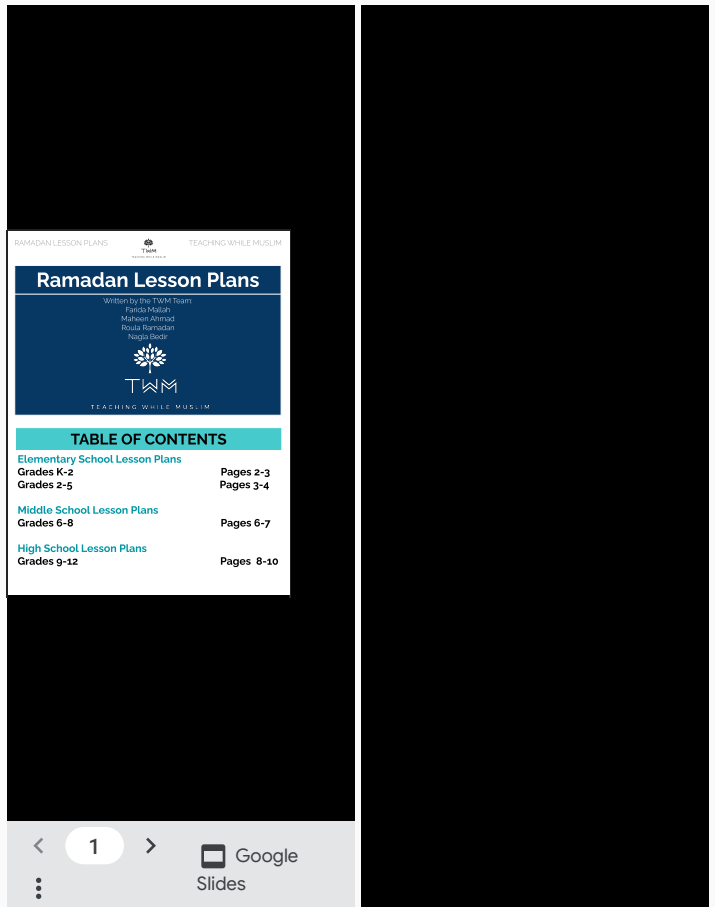 RAMADAN LESSON PLANS
TWM
TEACHING WHILE MUSLIM
TEACHING WHILE MUSLIM
Ramadan Lesson Plans
Written by the TWM Team:
Farida Mallah
Maheen Ahmad
Roula Ramadan
Nagla Bedir
TWM
TEACHING WHILE MUSLIM
TABLE OF CONTENTS
Elementary School Lesson Plans
Grades K-2 Pages 2-3
Grades 2-5 Pages 3-4
Middle School Lesson Plans
Grades 6-8 Pages 6-7
High School Lesson Plans
Grades 9-12 Pages 8-10
1
Google
Slides